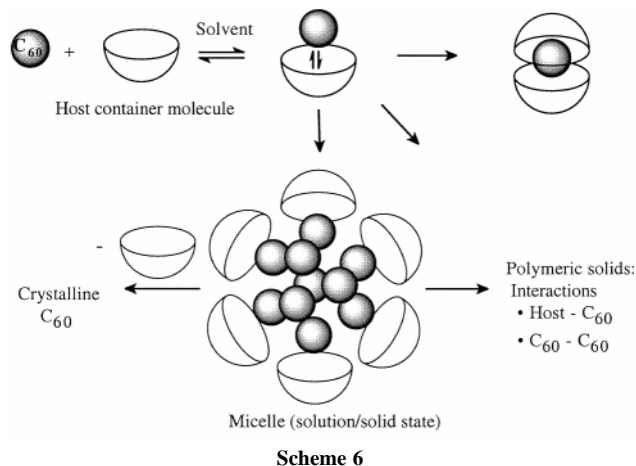 C60 +
Solvent
Host container molecule
-
Crystalline
C60
Polymeric solids:
Interactions
• Host - C60
• C60 - C60
Micelle (solution/solid state)
Scheme 6